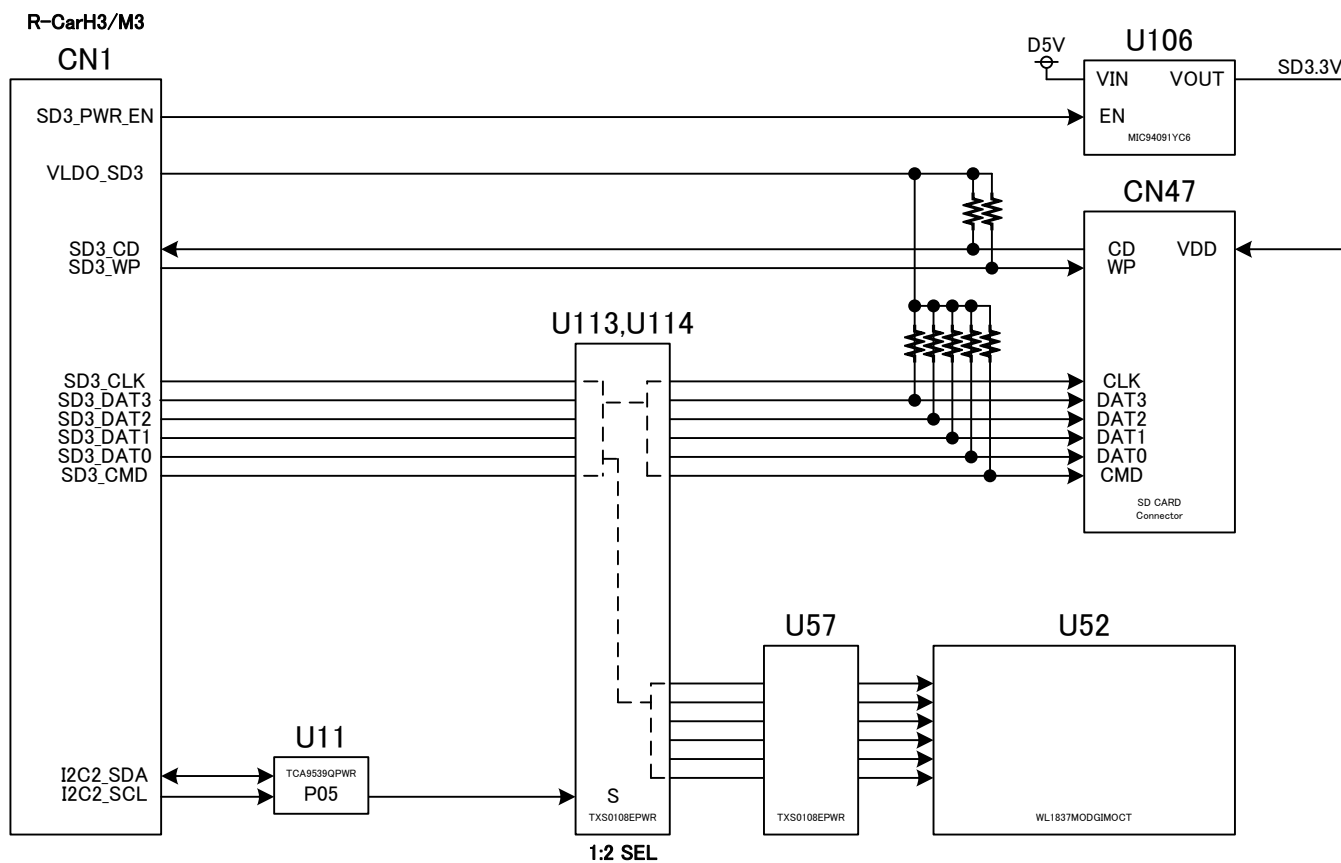 R-CarH3/M3
CN1
SD3_PWR_EN
VLDO_SD3
SD3_CD
SD3_WP
SD3_CLK
SD3_DAT3
SD3_DAT2
SD3_DAT1
SD3_DAT0
SD3_CMD
I2C2_SDA
I2C2_SCL
U11
TCA9539QPWR
P05
U113,U114
S
TXS0108EPWR
1:2 SEL
D5V
U106
VIN VOUT
EN
MIC94091YC6
SD3.3V
CN47
CD VDD
WP
CLK
DAT3
DAT2
DAT1
DAT0
CMD
SD CARD
Connector
U57
TXS0108EPWR
U52
WL1837MODGIMOCT